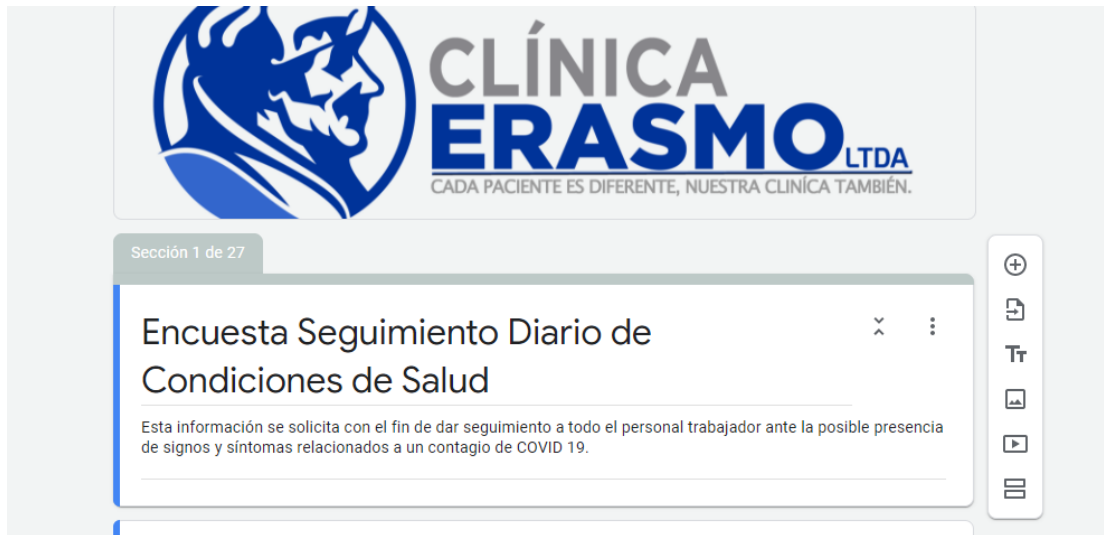 CLÍNICA
ERASMO LTDA
CADA PACIENTE ES DIFERENTE, NUESTRA CLINÍCA TAMBIÉN.
Sección 1 de 27
Encuesta Seguimiento Diario de
Condiciones de Salud
Esta información se solicita con el fin de dar seguimiento a todo el personal trabajador ante la posible presencia
de signos y síntomas relacionados a un contagio de COVID 19.
Tт